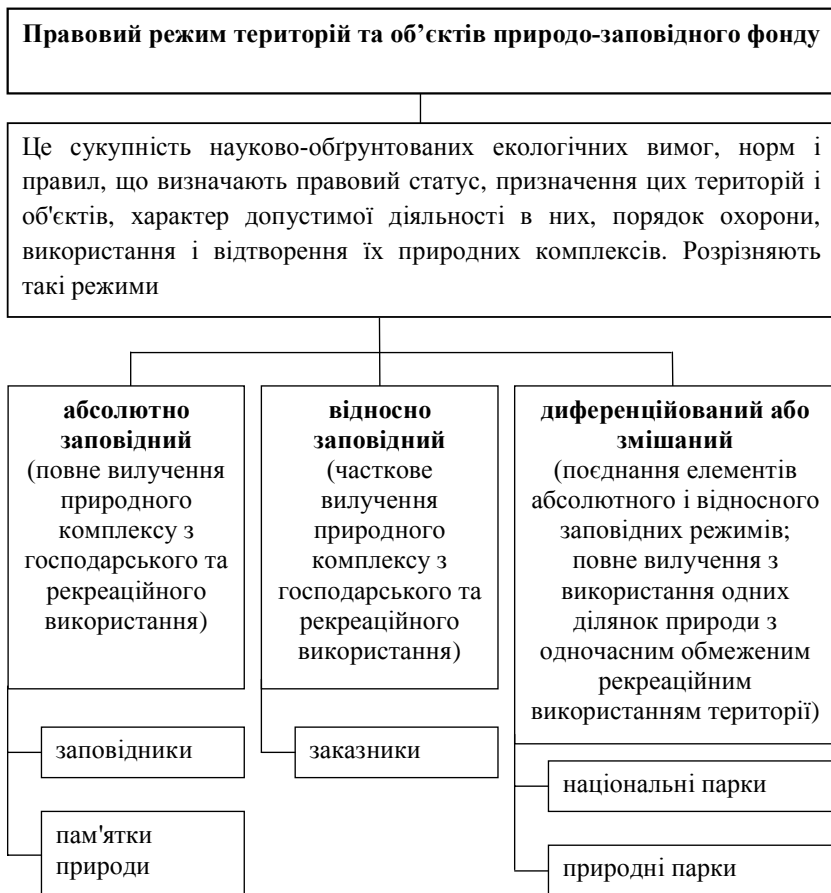 Правовий режим територій та об’єктів природо-заповідного фонду
Це сукупність науково-обґрунтованих екологічних вимог, норм і
правил, що визначають правовий статус, призначення цих територій і
об'єктів, характер допустимої діяльності в них, порядок охорони,
використання і відтворення їх природних комплексів. Розрізняють
такі режими
абсолютно
заповідний
(повне вилучення
природного
комплексу з
господарського та
рекреаційного
використання)
заповідники
пам'ятки
природи
відносно
заповідний
(часткове
вилучення
природного
комплексу з
господарського та
рекреаційного
використання)
заказники
диференційований або
змішаний
(поєднання елементів
абсолютного і відносного
заповідних режимів;
повне вилучення з
використання одних
ділянок природи з
одночасним обмеженим
рекреаційним
використанням території)
національні парки
природні парки